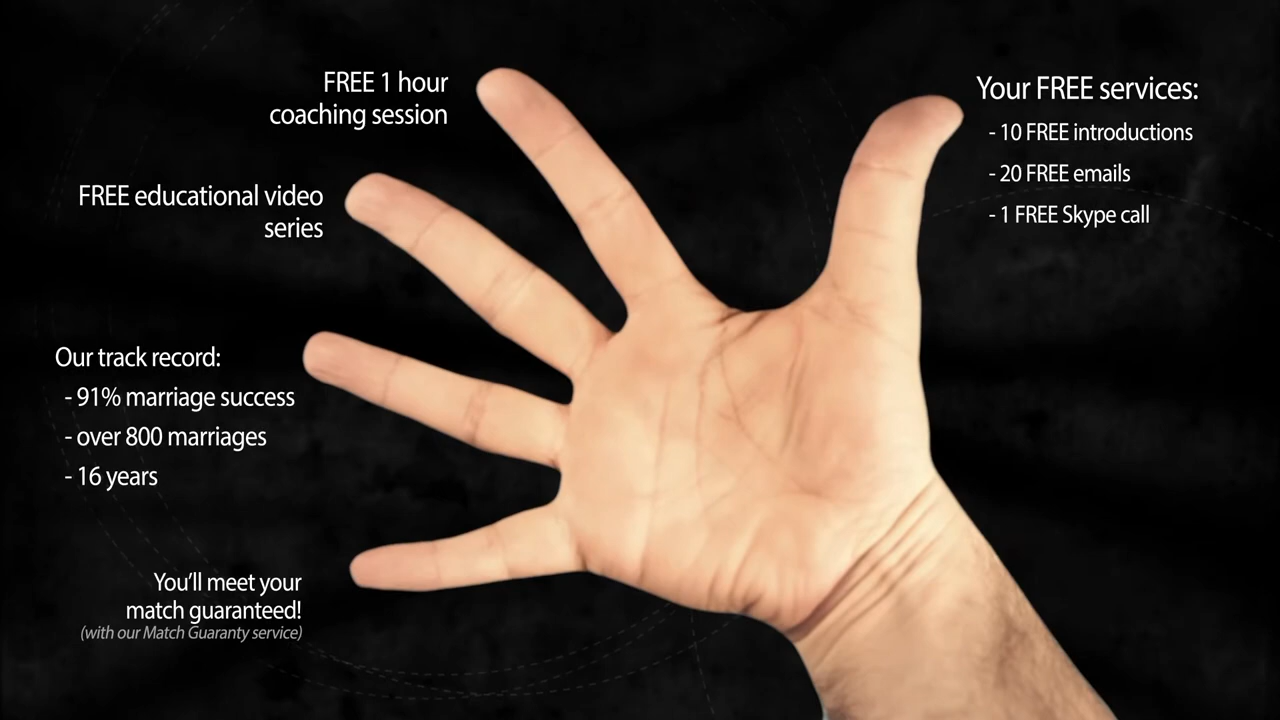 Your FREE services:
- 10 FREE introductions
- 20 FREE emails
- 1 FREE Skype call
FREE 1 hour
coaching session
FREE educational video
series
Our track record:
- 91% marriage success
- over 800 marriages
- 16 years
You'll meet your
match guaranteed!
(with our Match Guaranty service)